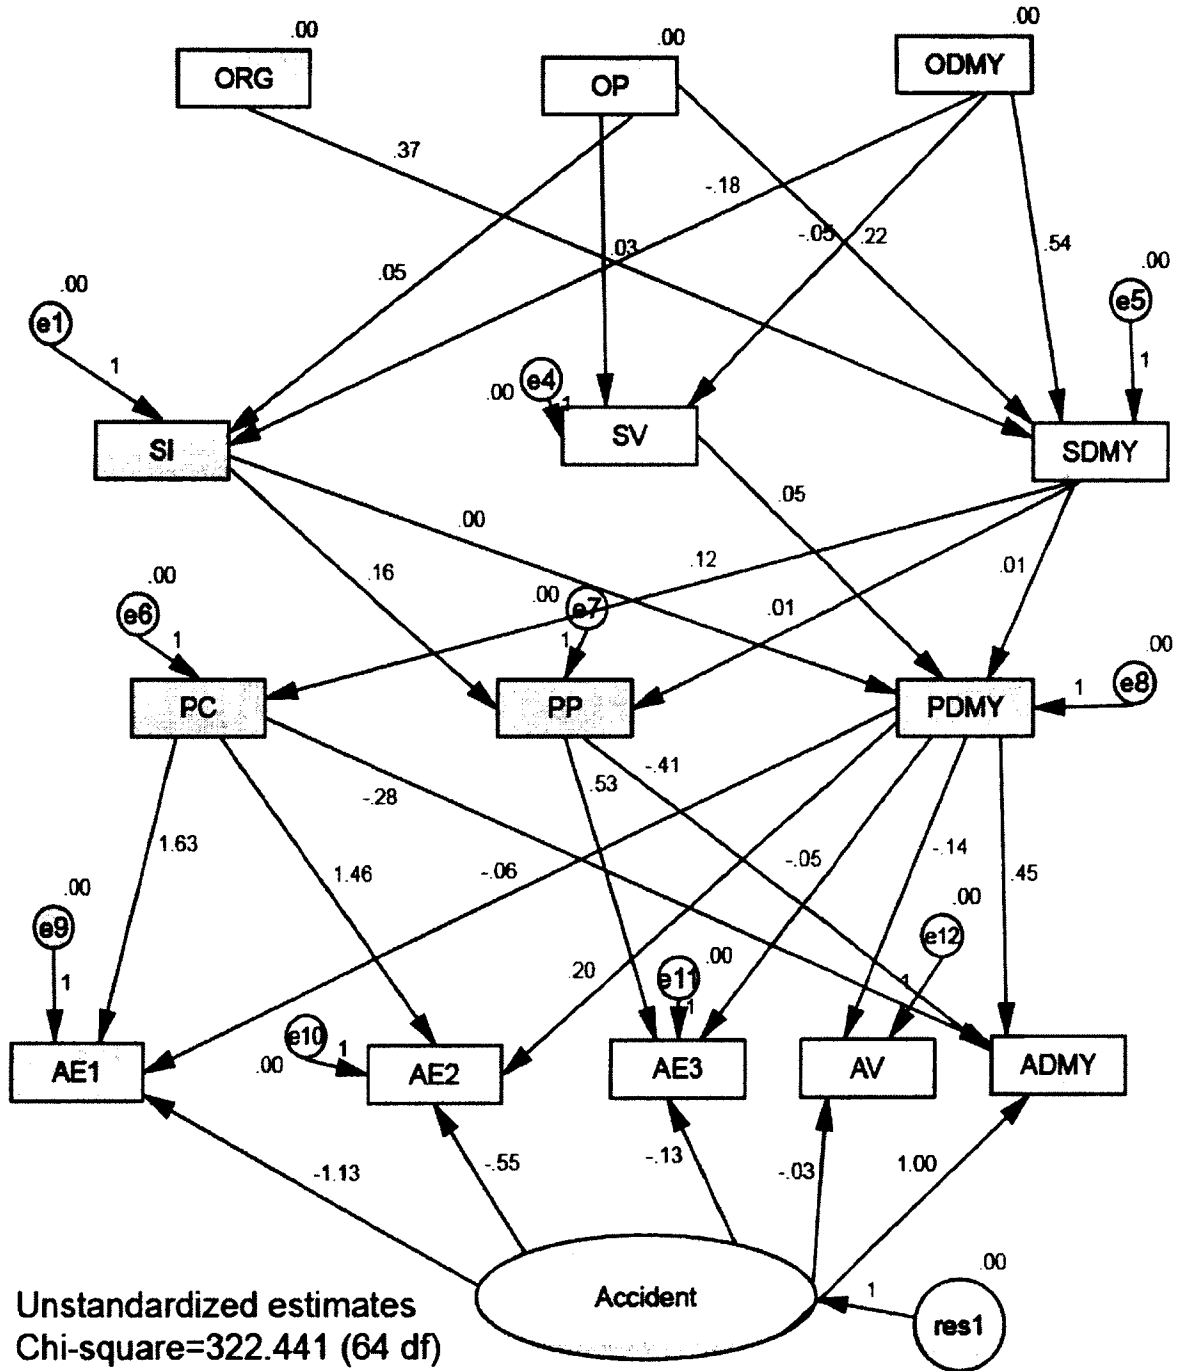 .00
.00
.00
ORG
OP
ODMY
.37
-.18
.03
-.05
.22
.54
.05
.00
e1
1
.00
e4
1
.00
e5
1
SI
SV
SDMY
.05
.00
.12
.01
.16
.01
.00
e6
1
.00
e7
1
.00
e8
1
PC
PP
PDMY
-.41
.53
-.28
1.63
1.46
-.06
-.05
-.14
.45
.00
e9
1
.00
e12
1
.20
.00
e11
1
e10
1
.00
AE1
AE2
AE3
AV
ADMY
-1.13
-.55
-.13
-.03
1.00
Accident
1
.00
res1
Unstandardized estimates
Chi-square=322.441 (64 df)